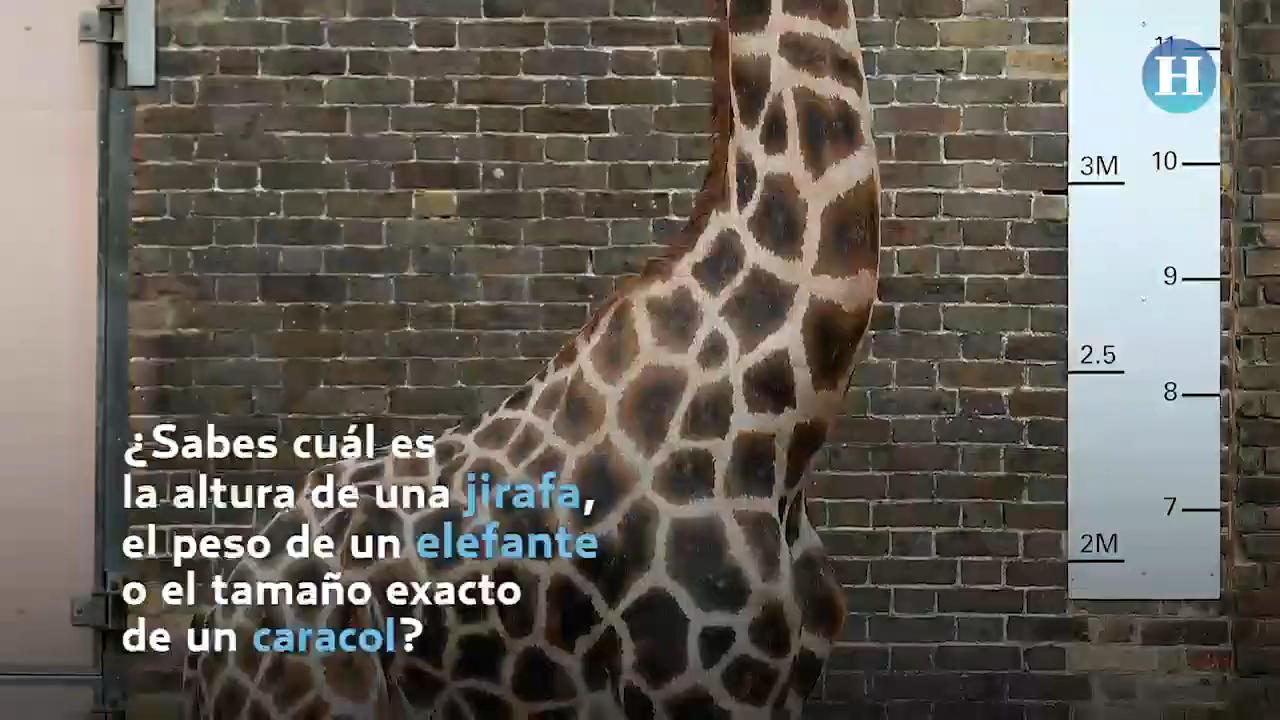 ¿Sabes cuál es
la altura de una jirafa,
el peso de un elefante
o el tamaño exacto
de un caracol?
H
11
3M
10
9
2.5
8
7
2M